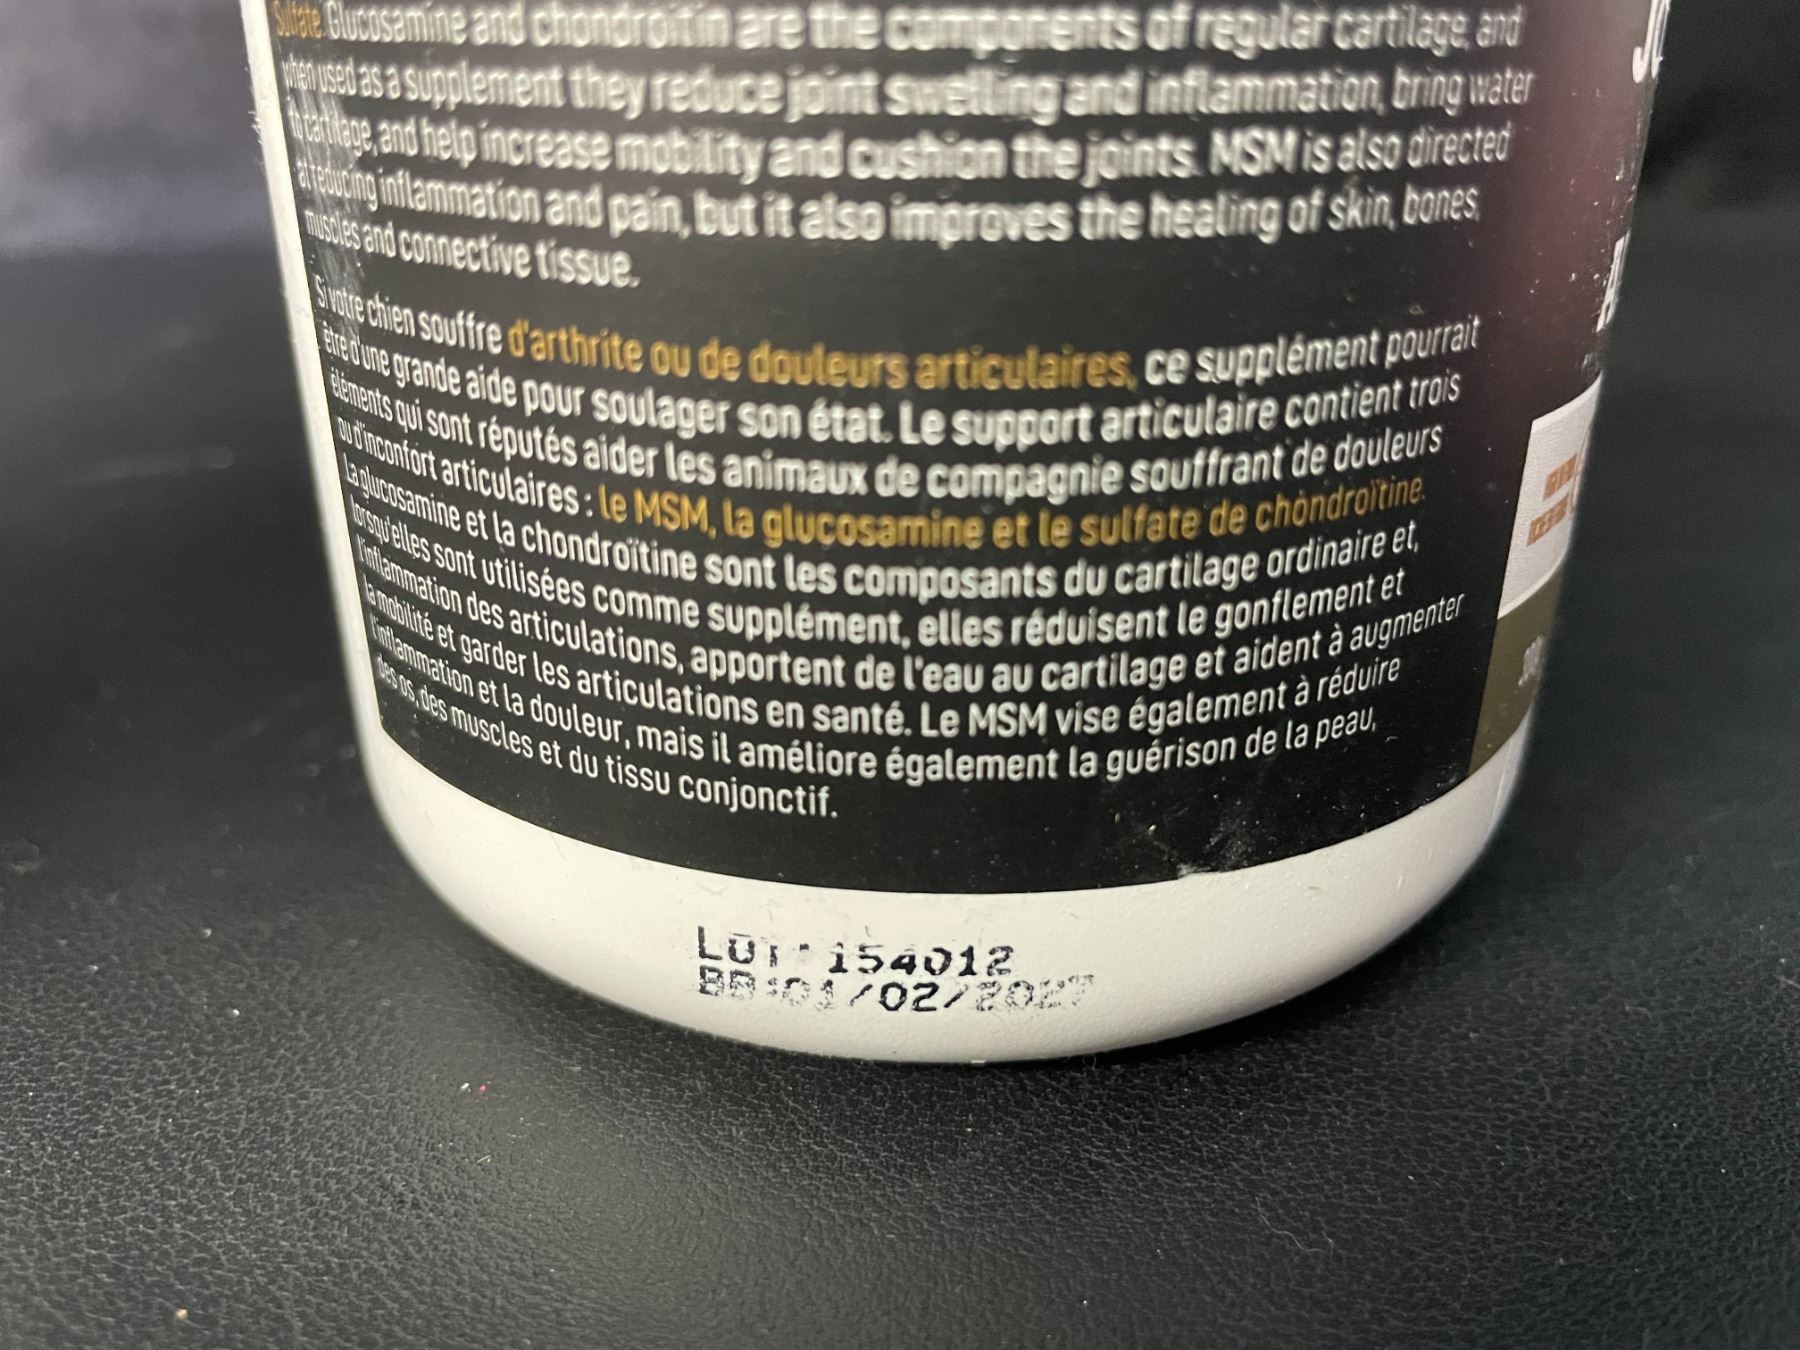 Sulfate. Glucosamine and chondroitin are the components of regular cartilage, and
when used as a supplement they reduce joint swelling and inflammation, bring water
to cartilage, and help increase mobility and cushion the joints. MSM is also directed
at reducing inflammation and pain, but it also improves the healing of skin, bones,
muscles and connective tissue.
Si votre chien souffre d'arthrite ou de douleurs articulaires, ce supplément pourrait
être d'une grande aide pour soulager son état. Le support articulaire contient trois
éléments qui sont réputés aider les animaux de compagnie souffrant de douleurs
ou d'inconfort articulaires : le MSM, la glucosamine et le sulfate de chondroïtine.
La glucosamine et la chondroïtine sont les composants du cartilage ordinaire et,
lorsqu'elles sont utilisées comme supplément, elles réduisent le gonflement et
l'inflammation des articulations, apportent de l'eau au cartilage et aident à augmenter
la mobilité et garder les articulations en santé. Le MSM vise également à réduire
l'inflammation et la douleur, mais il améliore également la guérison de la peau,
des os, des muscles et du tissu conjonctif.
LOT 154012
BB:01/02/2027